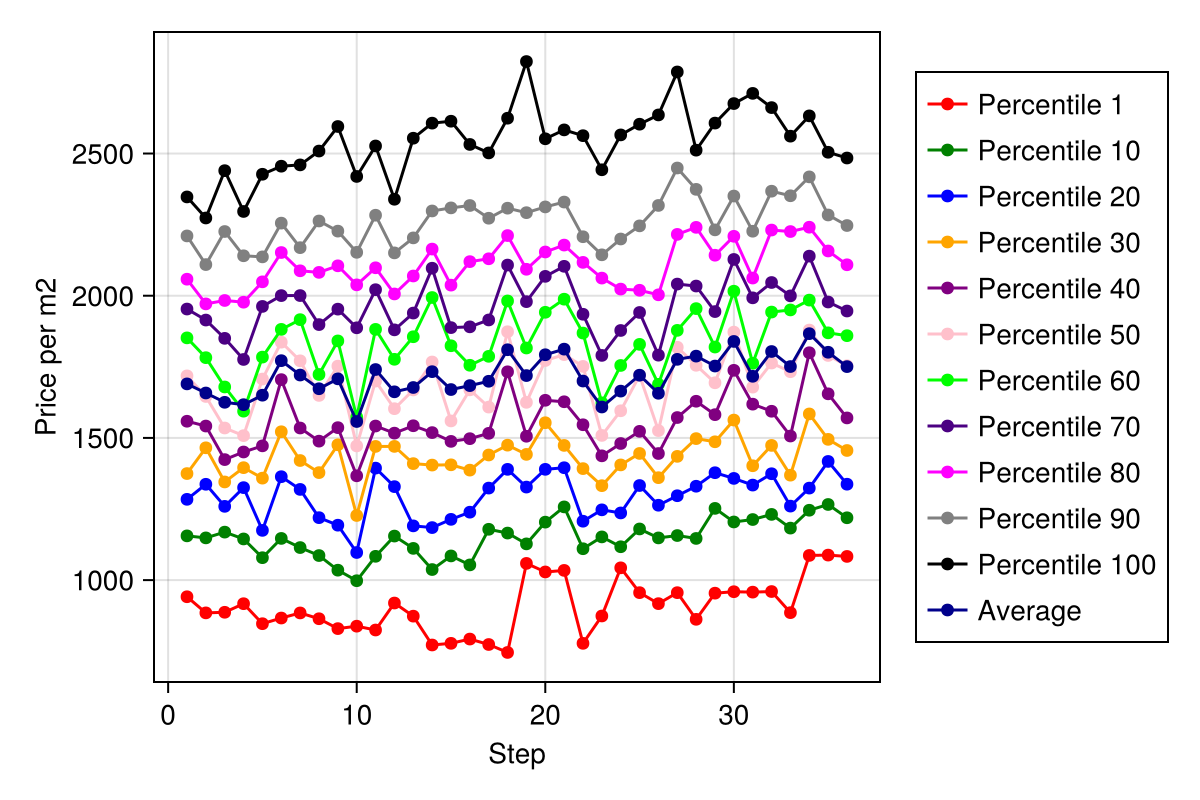 Price per m2
2500
2000
1500
1000
0
10
20
30
Step
Percentile 1
Percentile 10
Percentile 20
Percentile 30
Percentile 40
Percentile 50
Percentile 60
Percentile 70
Percentile 80
Percentile 90
Percentile 100
Average